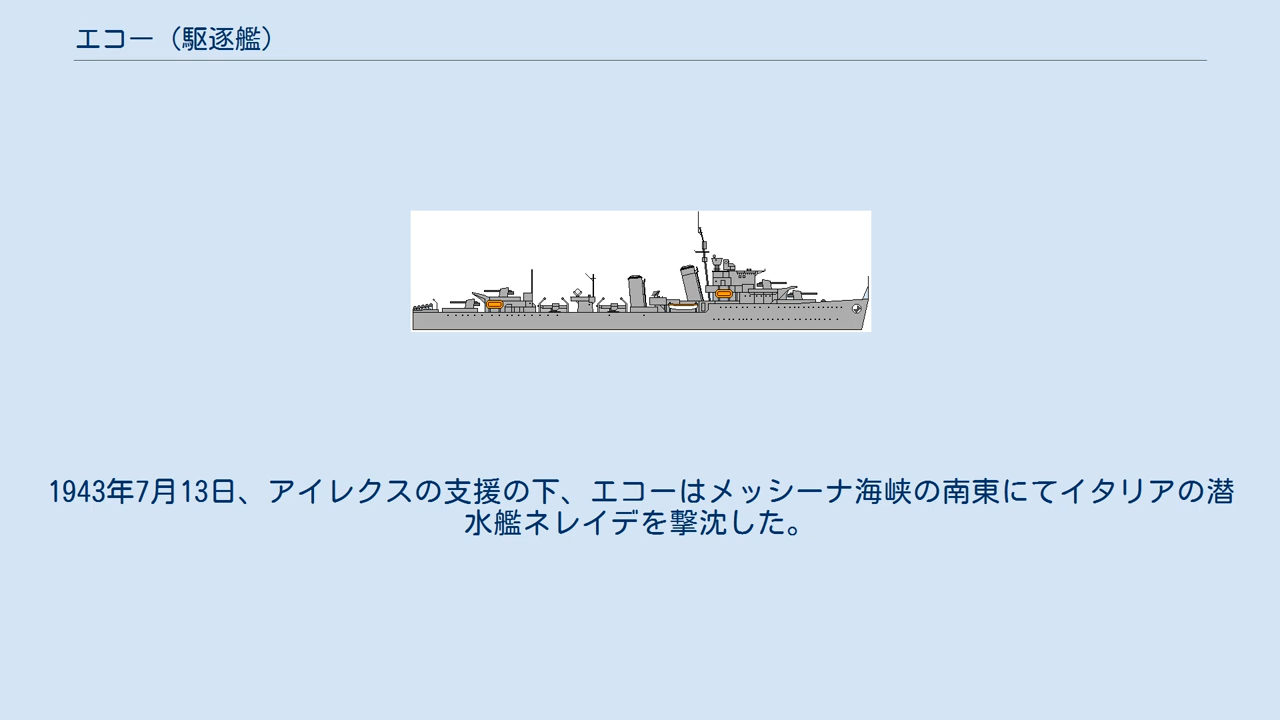 エコー（駆逐艦）
1943年7月13日、アイレクスの支援の下、エコーはメッシーナ海峡の南東にてイタリアの潜
水艦ネレイデを撃沈した。